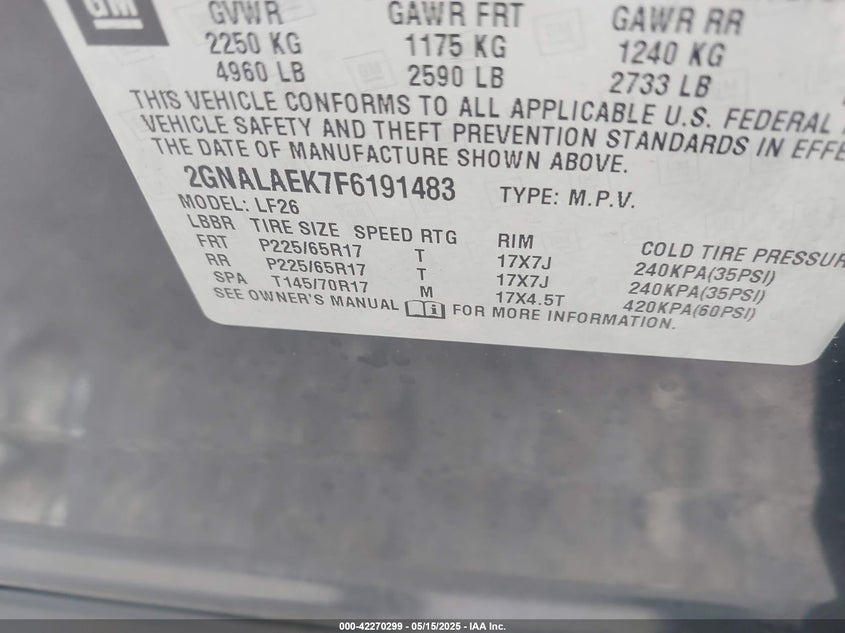 GM
GVWR GAWR FRT GAWR RR
2250 KG 1175 KG 1240 KG
4960 LB 2590 LB 2733 LB
THIS VEHICLE CONFORMS TO ALL APPLICABLE U.S. FEDERAL
VEHICLE SAFETY AND THEFT PREVENTION STANDARDS IN EFFE
THE DATE OF MANUFACTURE SHOWN ABOVE.
2GNALAEK7F6191483 TYPE: M.P.V.
MODEL: LF26
LBBR TIRE SIZE SPEED RTG RIM COLD TIRE PRESSUR
FRT P225/65R17 T 17X7J 240KPA(35PSI)
RR P225/65R17 T 17X7J 240KPA(35PSI)
SPA T145/70R17 M 17X4.5T 420KPA(60PSI)
SEE OWNER'S MANUAL FOR MORE INFORMATION.
000-42270299 — 05/15/2025 — IAA Inc.